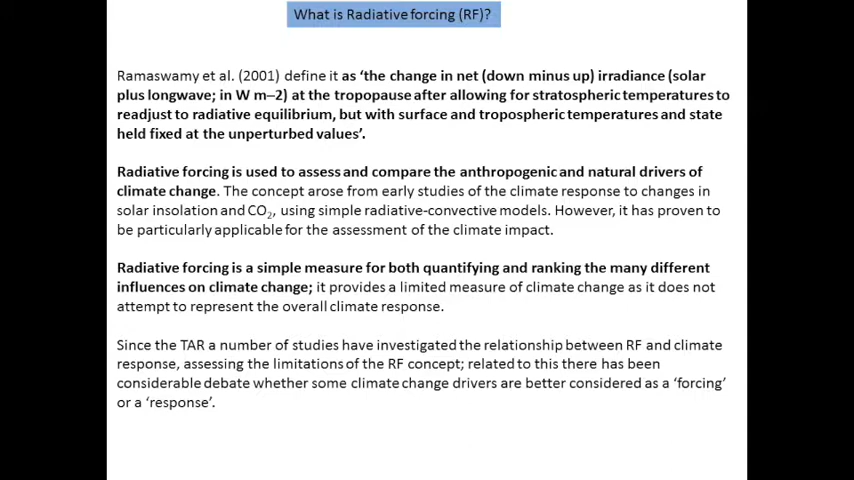 What is Radiative forcing (RF)?
Ramaswamy et al. (2001) define it as ‘the change in net (down minus up) irradiance (solar
plus longwave; in W m–2) at the tropopause after allowing for stratospheric temperatures to
readjust to radiative equilibrium, but with surface and tropospheric temperatures and state
held fixed at the unperturbed values’.
Radiative forcing is used to assess and compare the anthropogenic and natural drivers of
climate change. The concept arose from early studies of the climate response to changes in
solar insolation and CO₂, using simple radiative-convective models. However, it has proven to
be particularly applicable for the assessment of the climate impact.
Radiative forcing is a simple measure for both quantifying and ranking the many different
influences on climate change; it provides a limited measure of climate change as it does not
attempt to represent the overall climate response.
Since the TAR a number of studies have investigated the relationship between RF and climate
response, assessing the limitations of the RF concept; related to this there has been
considerable debate whether some climate change drivers are better considered as a ‘forcing’
or a ‘response’.